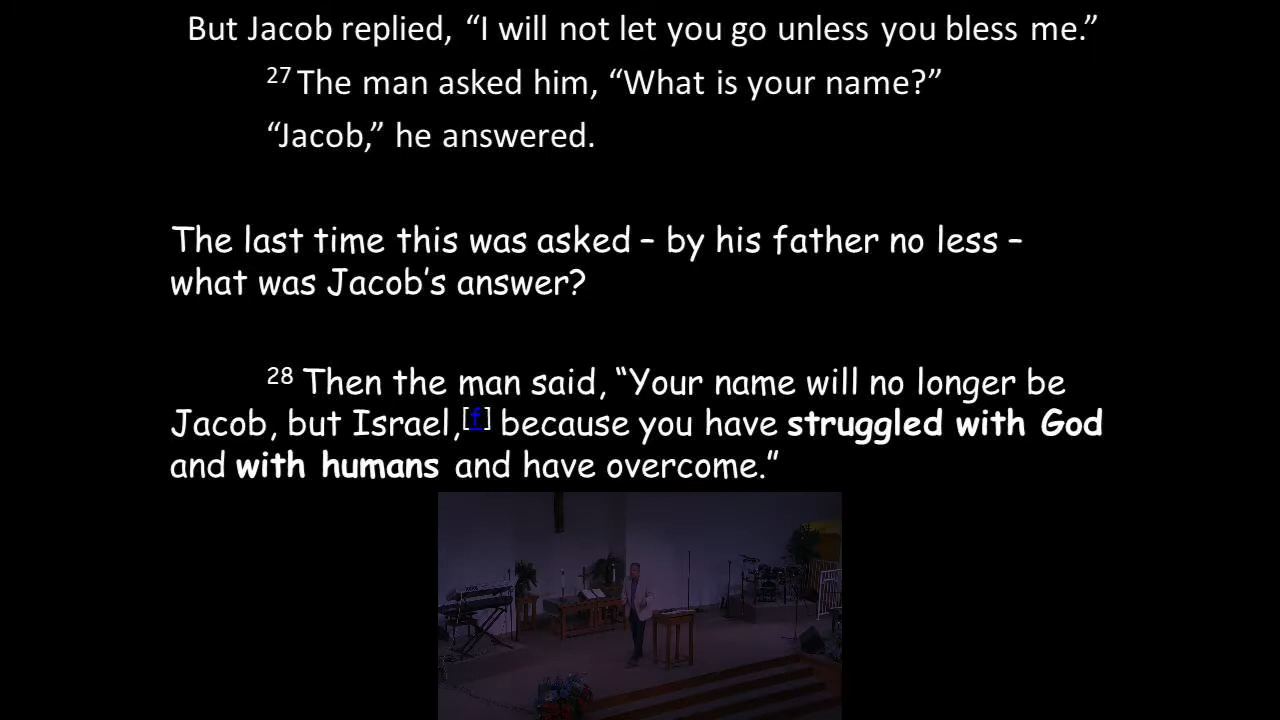 But Jacob replied, “I will not let you go unless you bless me.”
27 The man asked him, “What is your name?”
“Jacob,” he answered.
The last time this was asked – by his father no less –
what was Jacob’s answer?
28 Then the man said, “Your name will no longer be
Jacob, but Israel,[f] because you have struggled with God
and with humans and have overcome.”